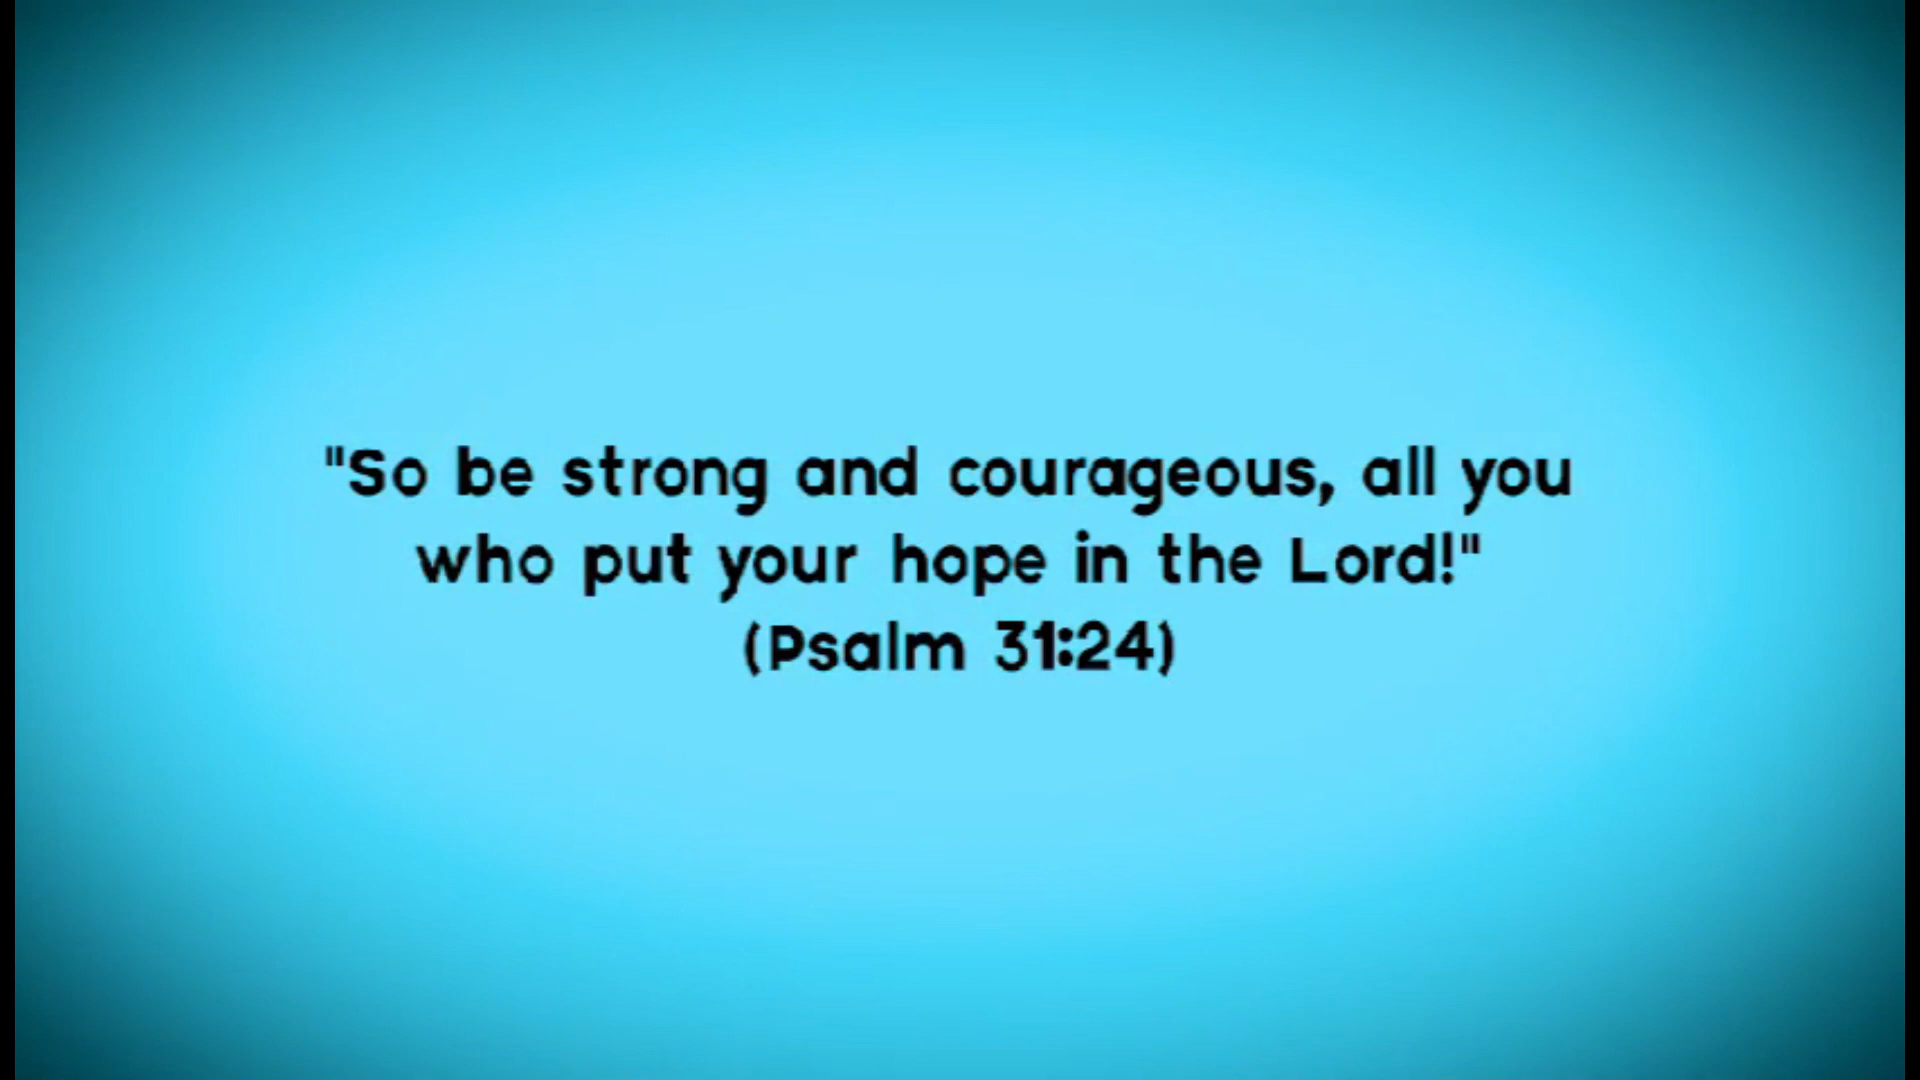 "So be strong and courageous, all you
who put your hope in the Lord!"
(Psalm 31:24)